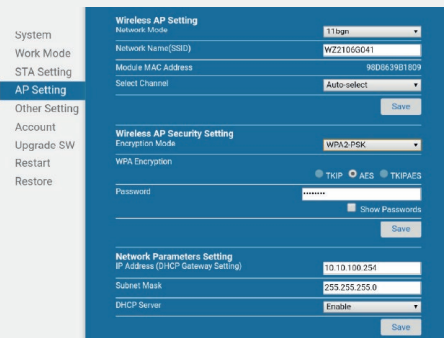 System
Work Mode
STA Setting
AP Setting
Other Setting
Account
Upgrade SW
Restart
Restore
Wireless AP Setting
Network Mode 11bgn
Network Name(SSID) WZ2106G041
Module MAC Address 98D8639B1809
Select Channel Auto-select
Save
Wireless AP Security Setting
Encryption Mode WPA2-PSK
WPA Encryption
TKIP AES TKIPAES
Password ••••••••
Show Passwords
Save
Network Parameters Setting
IP Address (DHCP Gateway Setting) 10.10.100.254
Subnet Mask 255.255.255.0
DHCP Server Enable
Save